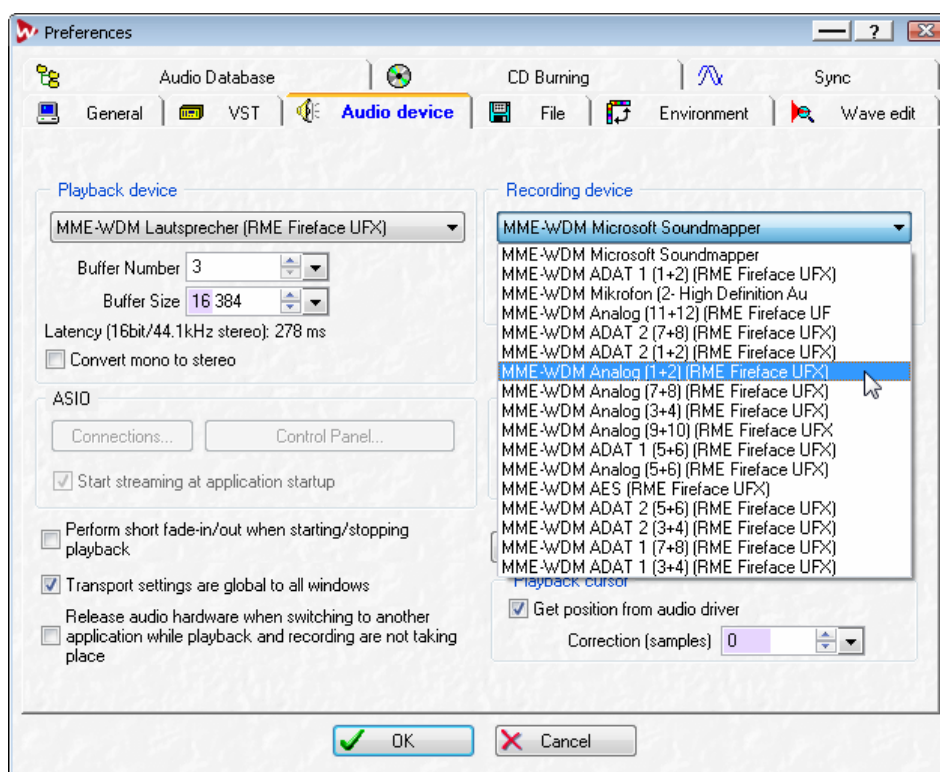 Preferences
?
Audio Database
CD Burning
Sync
General
VST
Audio device
File
Environment
Wave edit
Playback device
MME-WDM Lautsprecher (RME Fireface UFX)
Buffer Number 3
Buffer Size 16 384
Latency (16bit/44.1kHz stereo): 278 ms
Convert mono to stereo
ASIO
Connections...
Control Panel...
Start streaming at application startup
Perform short fade-in/out when starting/stopping
playback
Transport settings are global to all windows
Release audio hardware when switching to another
application while playback and recording are not taking
place
Recording device
MME-WDM Microsoft Soundmapper
MME-WDM Microsoft Soundmapper
MME-WDM ADAT 1 (1+2) (RME Fireface UFX)
MME-WDM Mikrofon (2- High Definition Au
MME-WDM Analog (11+12) (RME Fireface UF
MME-WDM ADAT 2 (7+8) (RME Fireface UFX)
MME-WDM ADAT 2 (1+2) (RME Fireface UFX)
MME-WDM Analog (1+2) (RME Fireface UFX)
MME-WDM Analog (7+8) (RME Fireface UFX)
MME-WDM Analog (3+4) (RME Fireface UFX)
MME-WDM Analog (9+10) (RME Fireface UFX
MME-WDM ADAT 1 (5+6) (RME Fireface UFX)
MME-WDM Analog (5+6) (RME Fireface UFX)
MME-WDM AES (RME Fireface UFX)
MME-WDM ADAT 2 (5+6) (RME Fireface UFX)
MME-WDM ADAT 2 (3+4) (RME Fireface UFX)
MME-WDM ADAT 1 (7+8) (RME Fireface UFX)
MME-WDM ADAT 1 (3+4) (RME Fireface UFX)
Playback cursor
Get position from audio driver
Correction (samples) 0
OK
Cancel